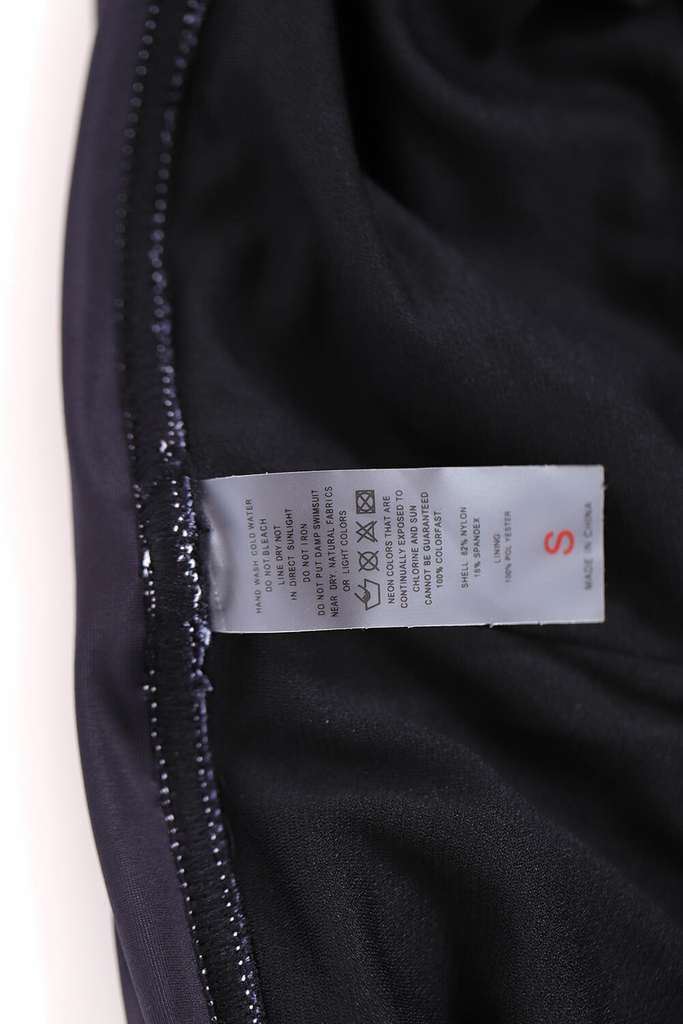 HAND WASH COLD WATER
DO NOT BLEACH
LINE DRY NOT
IN DIRECT SUNLIGHT
DO NOT IRON
DO NOT PUT DAMP SWIMSUIT
NEAR DRY. NATURAL FABRICS
OR LIGHT COLORS
NEON COLORS THAT ARE
CONTINUALLY EXPOSED TO
CHLORINE AND SUN
CANNOT BE GUARANTEED
100% COLORFAST
SHELL 82% NYLON
18% SPANDEX
LINING
100% POLYESTER
S
MADE IN CHINA